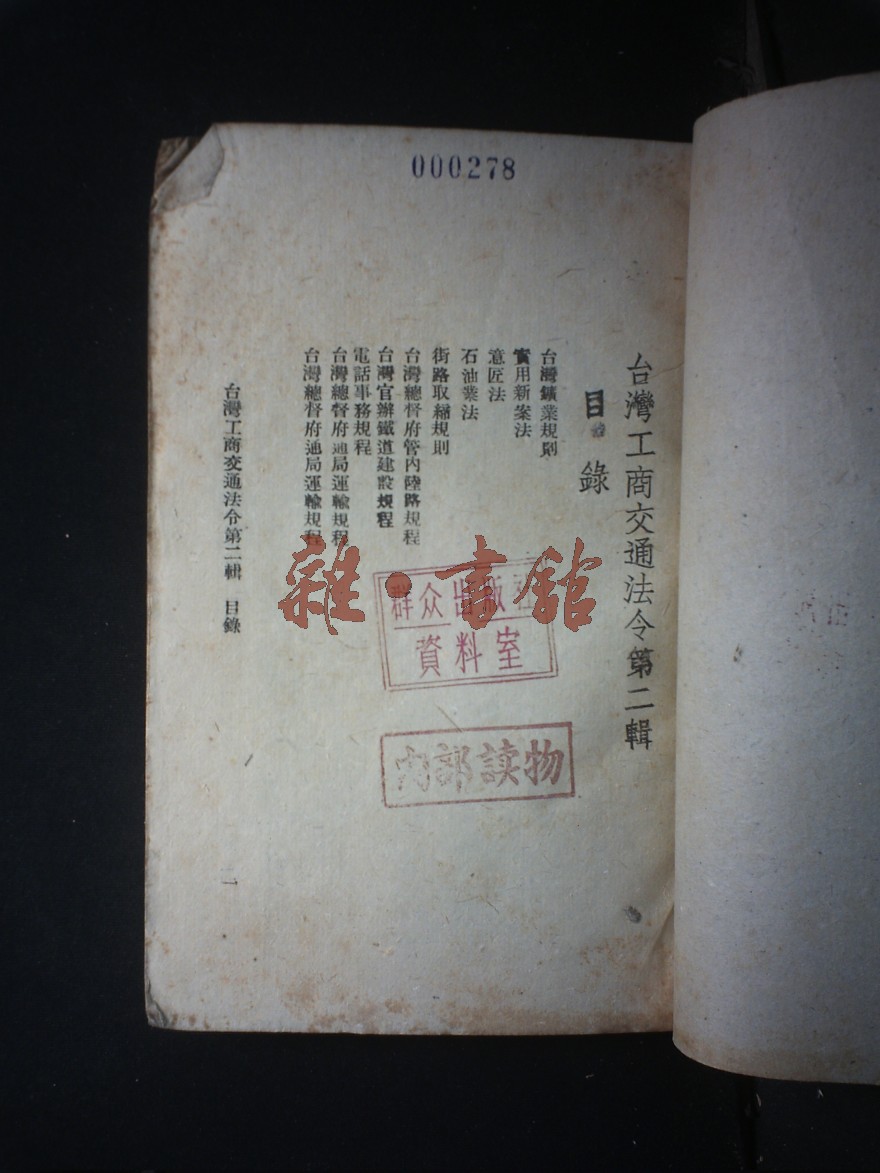 000278
台灣工商交通法令第二輯
目錄
台灣鑛業規則
實用新案法
意匠法
石油業法
街路取締規則
台灣總督府管內陸路規程
台灣官辦鐵道建設規程
電話事務規程
台灣總督府逓局運輸規程
台灣總督府逓局運輸規程
台灣工商交通法令第二輯 目錄
一
雜·書館
群众出版社
資料室
内部读物